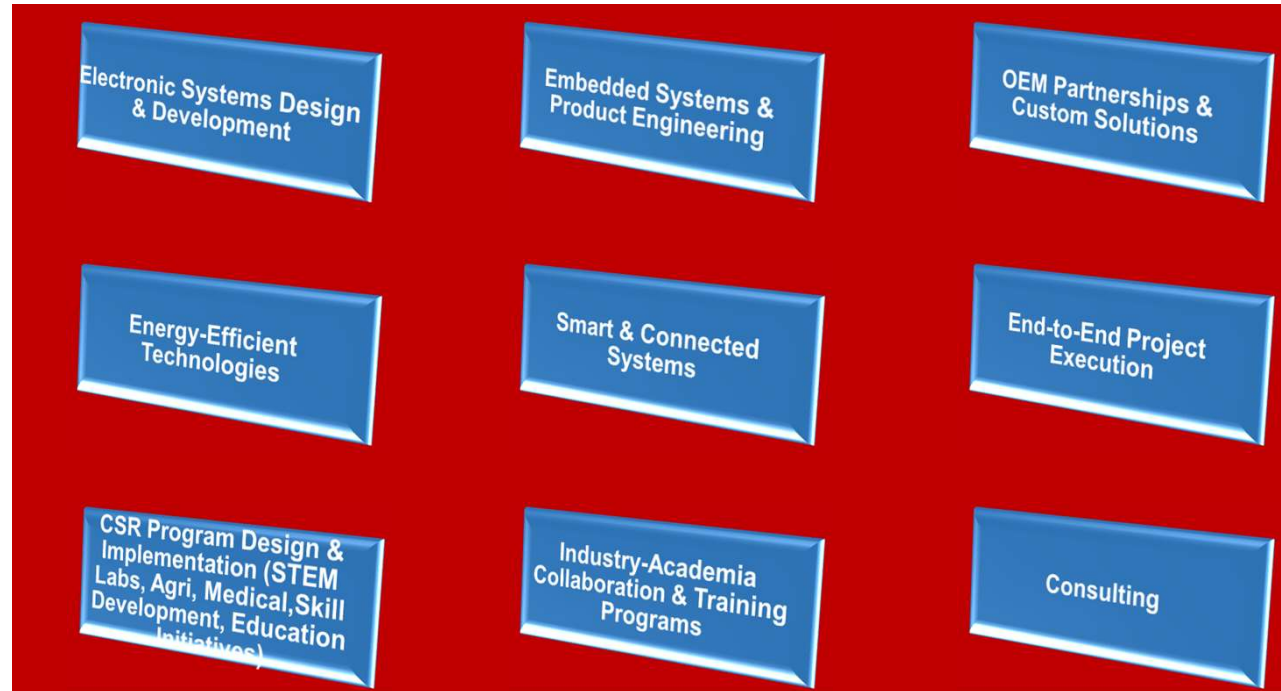 Electronic Systems Design
& Development
Embedded Systems &
Product Engineering
OEM Partnerships &
Custom Solutions
Energy-Efficient
Technologies
Smart & Connected
Systems
End-to-End Project
Execution
CSR Program Design &
Implementation (STEM
Labs, Agri, Medical,Skill
Development, Education
Initiatives)
Industry-Academia
Collaboration & Training
Programs
Consulting